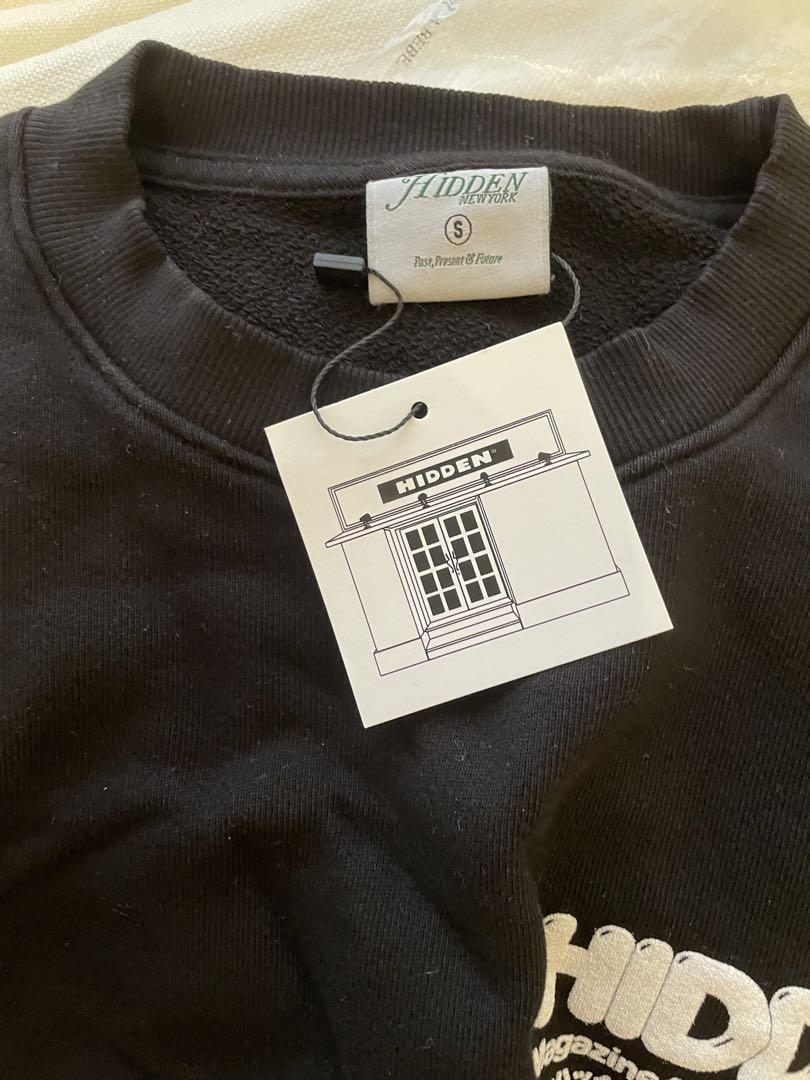 HIDDEN
NEW YORK
S
Past, Present & Future
HIDDEN®
HIDD
Magazine